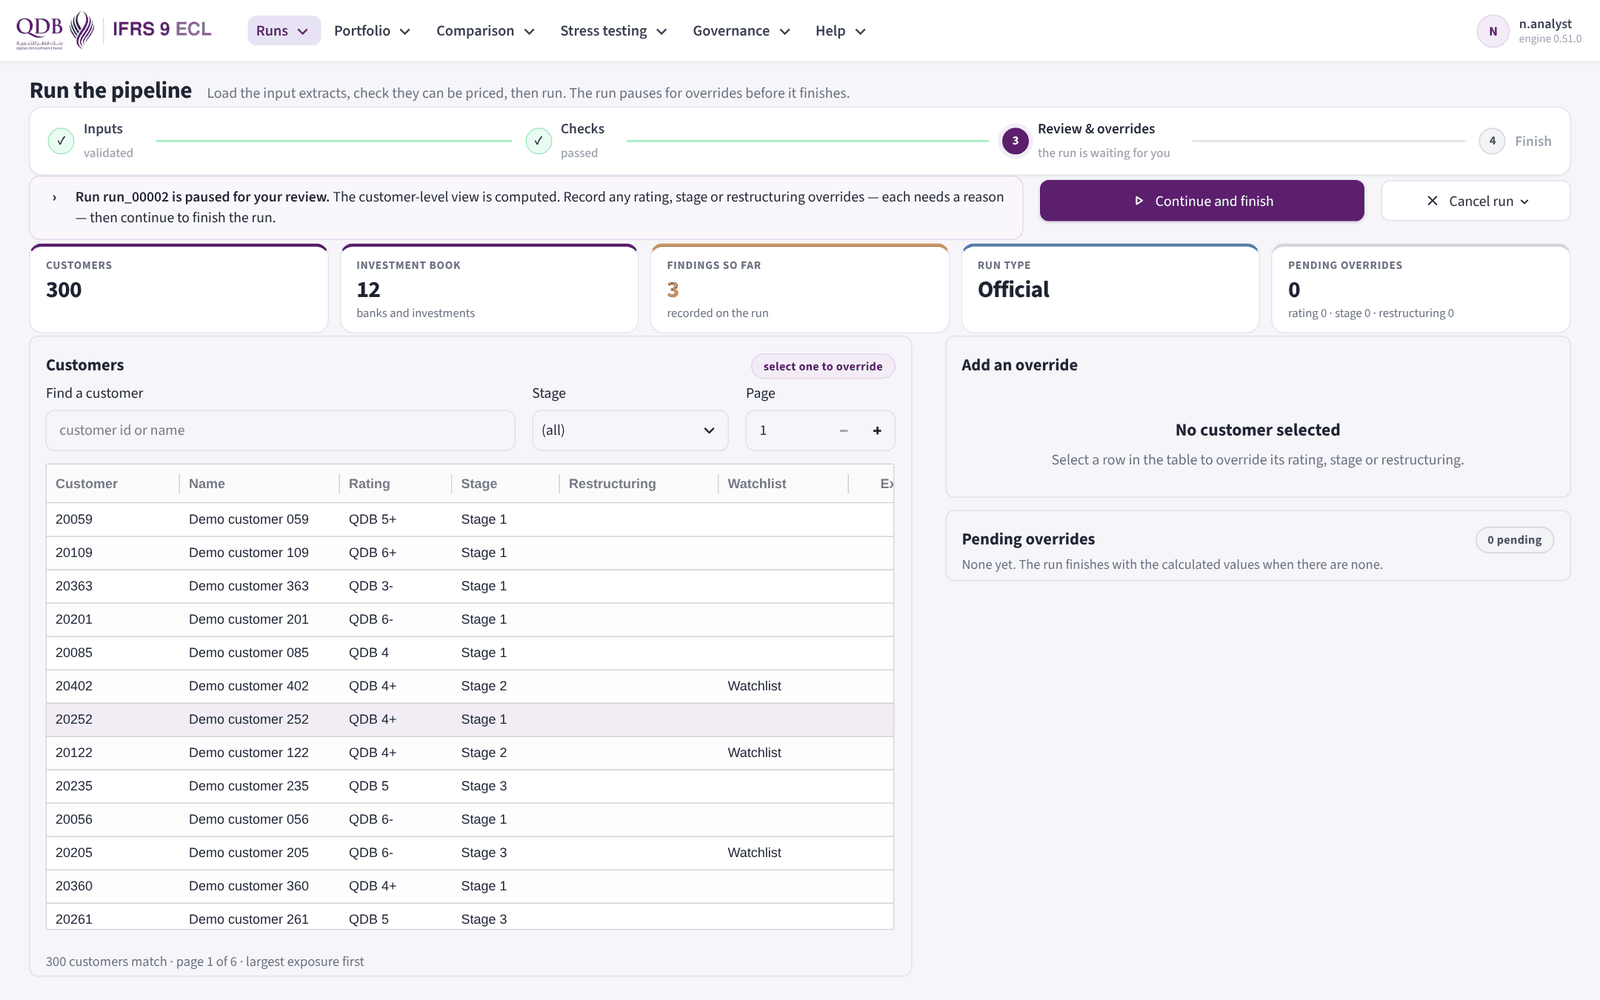 QDB
IFRS 9 ECL
Runs
Portfolio
Comparison
Stress testing
Governance
Help
N
n.analyst
engine 0.51.0
Run the pipeline
Load the input extracts, check they can be priced, then run. The run pauses for overrides before it finishes.
Inputs
validated
Checks
passed
3
Review & overrides
the run is waiting for you
4
Finish
Run run_00002 is paused for your review. The customer-level view is computed. Record any rating, stage or restructuring overrides — each needs a reason
— then continue to finish the run.
Continue and finish
Cancel run
CUSTOMERS
300
INVESTMENT BOOK
12
banks and investments
FINDINGS SO FAR
3
recorded on the run
RUN TYPE
Official
PENDING OVERRIDES
0
rating 0 · stage 0 · restructuring 0
Customers
select one to override
Find a customer
Stage
Page
customer id or name
(all)
1
Customer Name Rating Stage Restructuring Watchlist Ex
20059 Demo customer 059 QDB 5+ Stage 1
20109 Demo customer 109 QDB 6+ Stage 1
20363 Demo customer 363 QDB 3- Stage 1
20201 Demo customer 201 QDB 6- Stage 1
20085 Demo customer 085 QDB 4 Stage 1
20402 Demo customer 402 QDB 4+ Stage 2 Watchlist
20252 Demo customer 252 QDB 4+ Stage 1
20122 Demo customer 122 QDB 4+ Stage 2 Watchlist
20235 Demo customer 235 QDB 5 Stage 3
20056 Demo customer 056 QDB 6- Stage 1
20205 Demo customer 205 QDB 6- Stage 3 Watchlist
20360 Demo customer 360 QDB 4+ Stage 1
20261 Demo customer 261 QDB 5 Stage 3
300 customers match · page 1 of 6 · largest exposure first
Add an override
No customer selected
Select a row in the table to override its rating, stage or restructuring.
Pending overrides
0 pending
None yet. The run finishes with the calculated values when there are none.